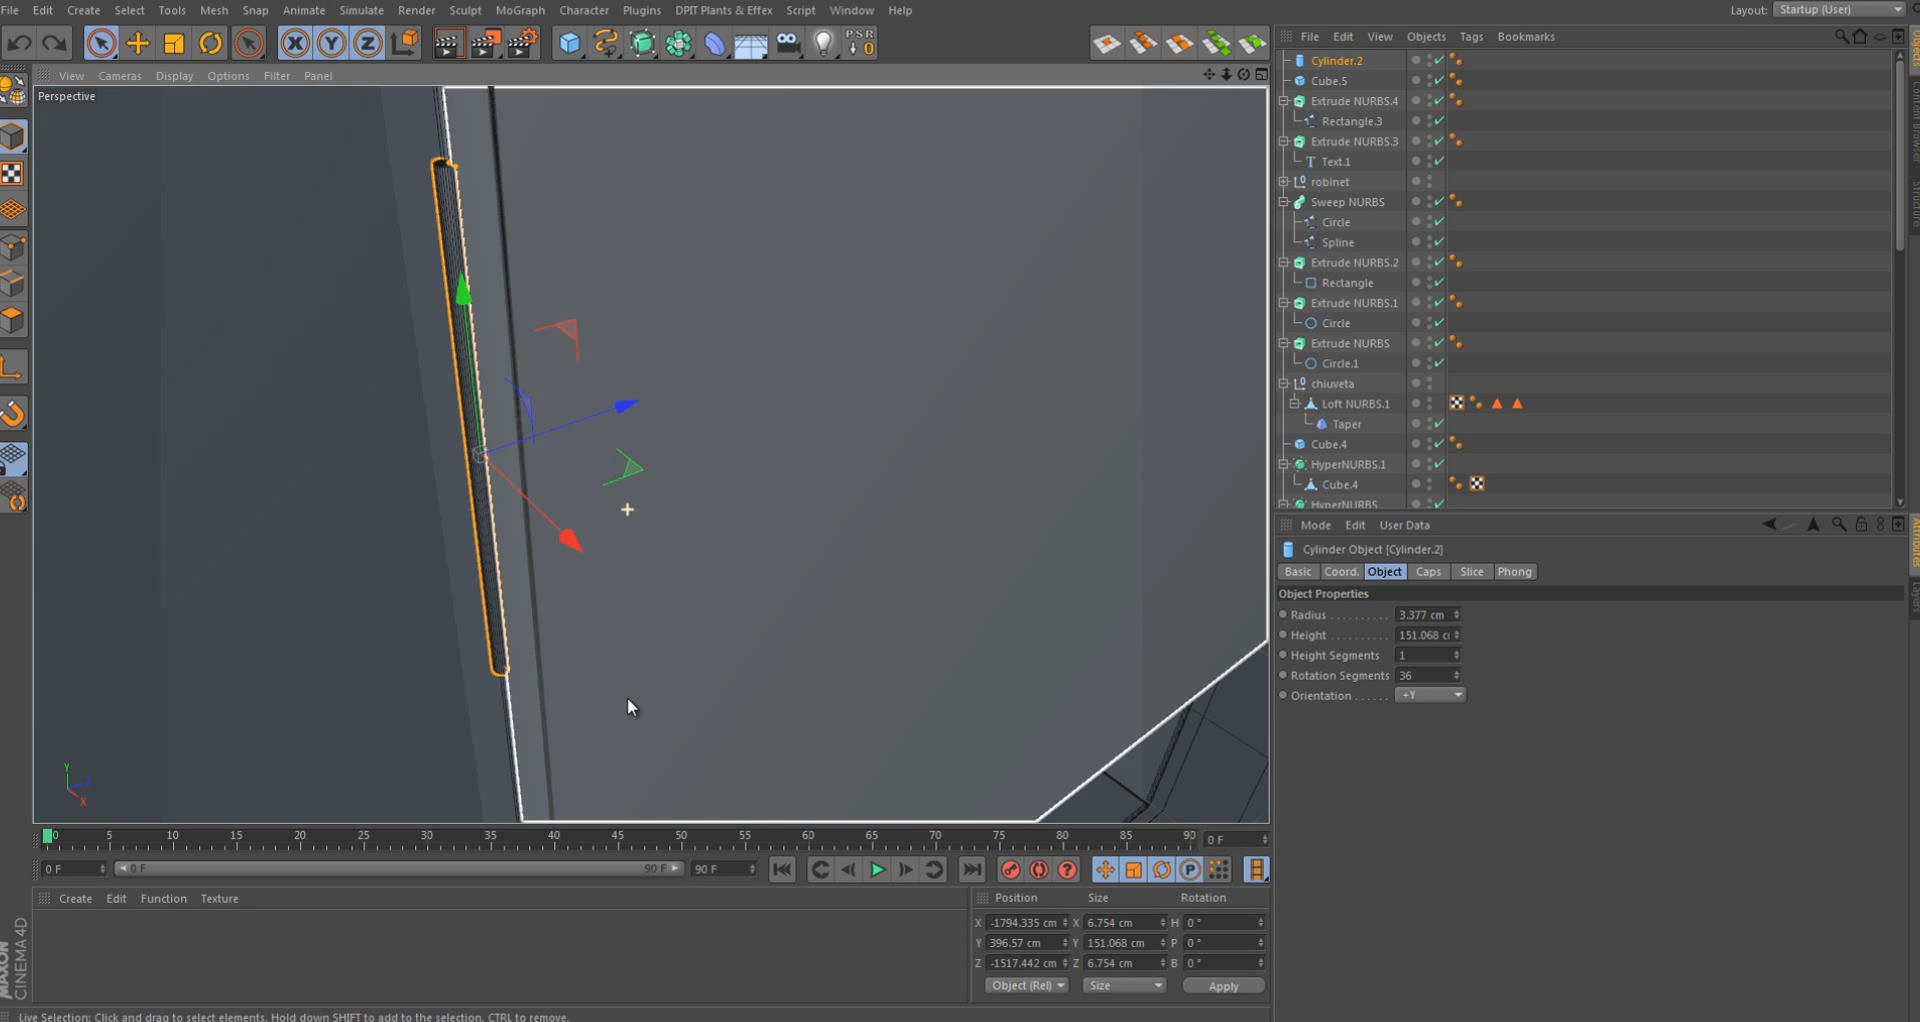 File Edit Create Select Tools Mesh Snap Animate Simulate Render Sculpt MoGraph Character Plugins DPIT Plants & Effex Script Window Help Layout: Startup (User)
X Y Z PSR 0
File Edit View Objects Tags Bookmarks
View Cameras Display Options Filter Panel
Perspective
Cylinder.2
Cube.5
Extrude NURBS.4
Rectangle.3
Extrude NURBS.3
Text.1
robinet
Sweep NURBS
Circle
Spline
Extrude NURBS.2
Rectangle
Extrude NURBS.1
Circle
Extrude NURBS
Circle.1
chiuveta
Loft NURBS.1
Taper
Cube.4
HyperNURBS.1
Cube.4
HyperNURBS
Objects
Content Browser
Structure
Mode Edit User Data
Attributes
Layers
Cylinder Object [Cylinder.2]
Basic Coord. Object Caps Slice Phong
Object Properties
Radius . . . . . . . . . . 3.377 cm
Height . . . . . . . . . . 151.068 c
Height Segments 1
Rotation Segments 36
Orientation . . . . . . +Y
Y
Z
X
0 5 10 15 20 25 30 35 40 45 50 55 60 65 70 75 80 85 90 0 F
0 F 0 F 90 F 90 F P
Create Edit Function Texture
Position Size Rotation
X -1794.335 cm X 6.754 cm H 0 °
Y 396.57 cm Y 151.068 cm P 0 °
Z -1517.442 cm Z 6.754 cm B 0 °
Object (Rel) Size Apply
MAXON
CINEMA 4D
Live Selection: Click and drag to select elements. Hold down SHIFT to add to the selection, CTRL to remove.